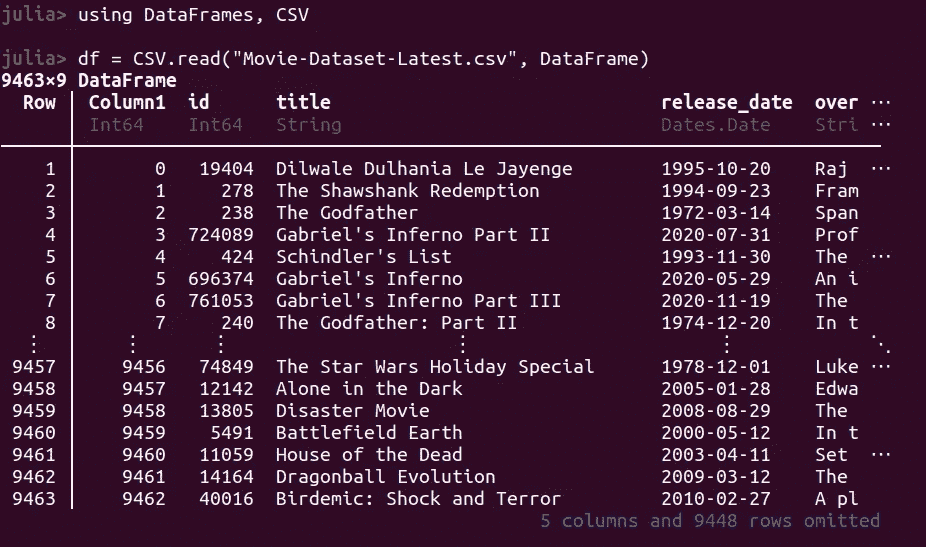 julia> using DataFrames, CSV
julia> df = CSV.read("Movie-Dataset-Latest.csv", DataFrame)
9463×9 DataFrame
Row Column1 id title release_date over ⋯
Int64 Int64 String Dates.Date Stri ⋯
1 0 19404 Dilwale Dulhania Le Jayenge 1995-10-20 Raj ⋯
2 1 278 The Shawshank Redemption 1994-09-23 Fram
3 2 238 The Godfather 1972-03-14 Span
4 3 724089 Gabriel's Inferno Part II 2020-07-31 Prof
5 4 424 Schindler's List 1993-11-30 The ⋯
6 5 696374 Gabriel's Inferno 2020-05-29 An i
7 6 761053 Gabriel's Inferno Part III 2020-11-19 The
8 7 240 The Godfather: Part II 1974-12-20 In t
⋮ ⋮ ⋮ ⋮ ⋮ ⋱
9457 9456 74849 The Star Wars Holiday Special 1978-12-01 Luke ⋯
9458 9457 12142 Alone in the Dark 2005-01-28 Edwa
9459 9458 13805 Disaster Movie 2008-08-29 The
9460 9459 5491 Battlefield Earth 2000-05-12 In t
9461 9460 11059 House of the Dead 2003-04-11 Set ⋯
9462 9461 14164 Dragonball Evolution 2009-03-12 The
9463 9462 40016 Birdemic: Shock and Terror 2010-02-27 A pl
5 columns and 9448 rows omitted